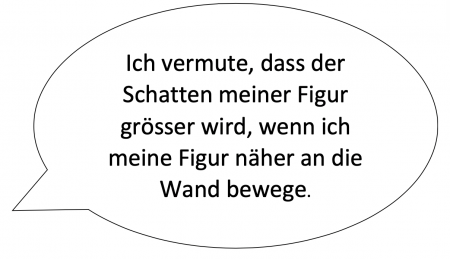 Ich vermute, dass der
Schatten meiner Figur
grösser wird, wenn ich
meine Figur näher an die
Wand bewege.